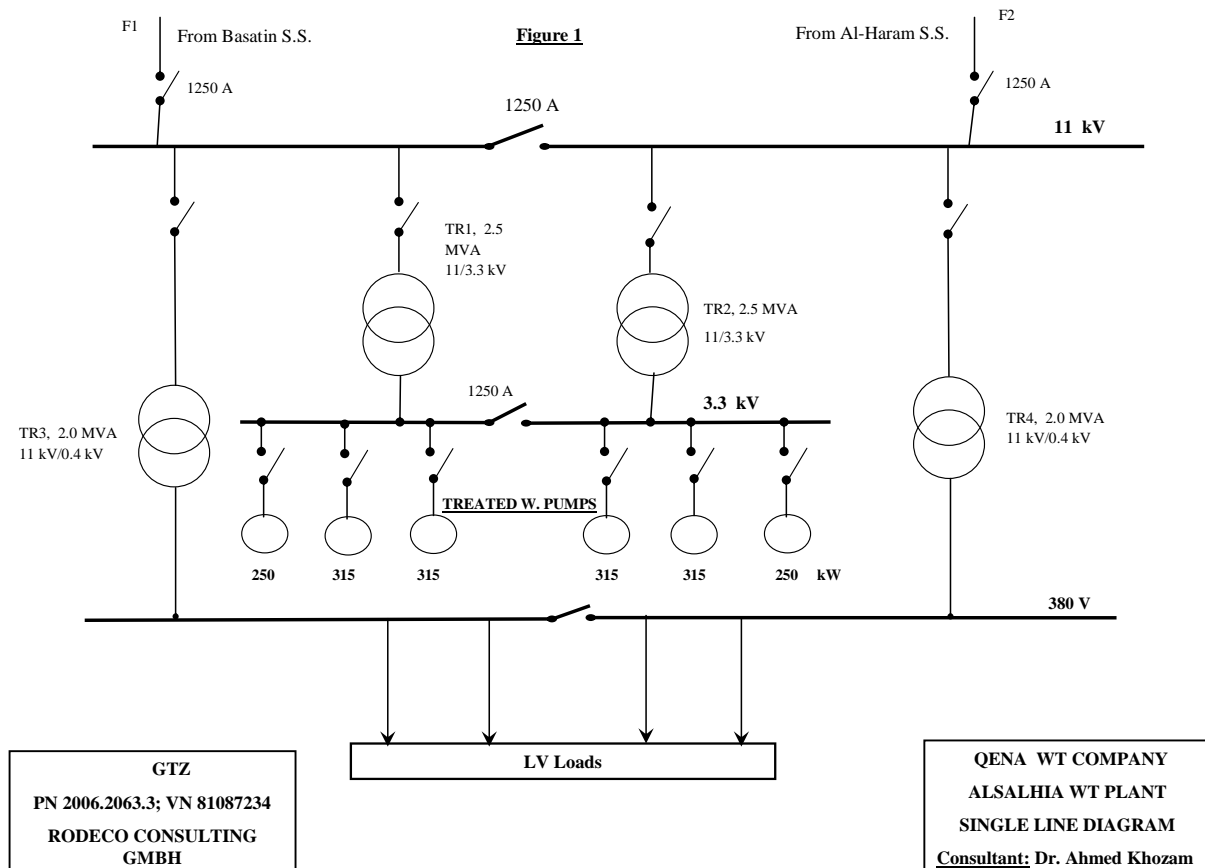 F1
From Basatin S.S.
Figure 1
From Al-Haram S.S.
F2
1250 A
1250 A
1250 A
11 kV
TR1, 2.5
MVA
11/3.3 kV
TR2, 2.5 MVA
11/3.3 kV
1250 A
3.3 kV
TR3, 2.0 MVA
11 kV/0.4 kV
TR4, 2.0 MVA
11 kV/0.4 kV
TREATED W. PUMPS
250 315 315 315 315 250 kW
380 V
LV Loads
GTZ
PN 2006.2063.3; VN 81087234
RODECO CONSULTING
GMBH
QENA WT COMPANY
ALSALHIA WT PLANT
SINGLE LINE DIAGRAM
Consultant: Dr. Ahmed Khozam